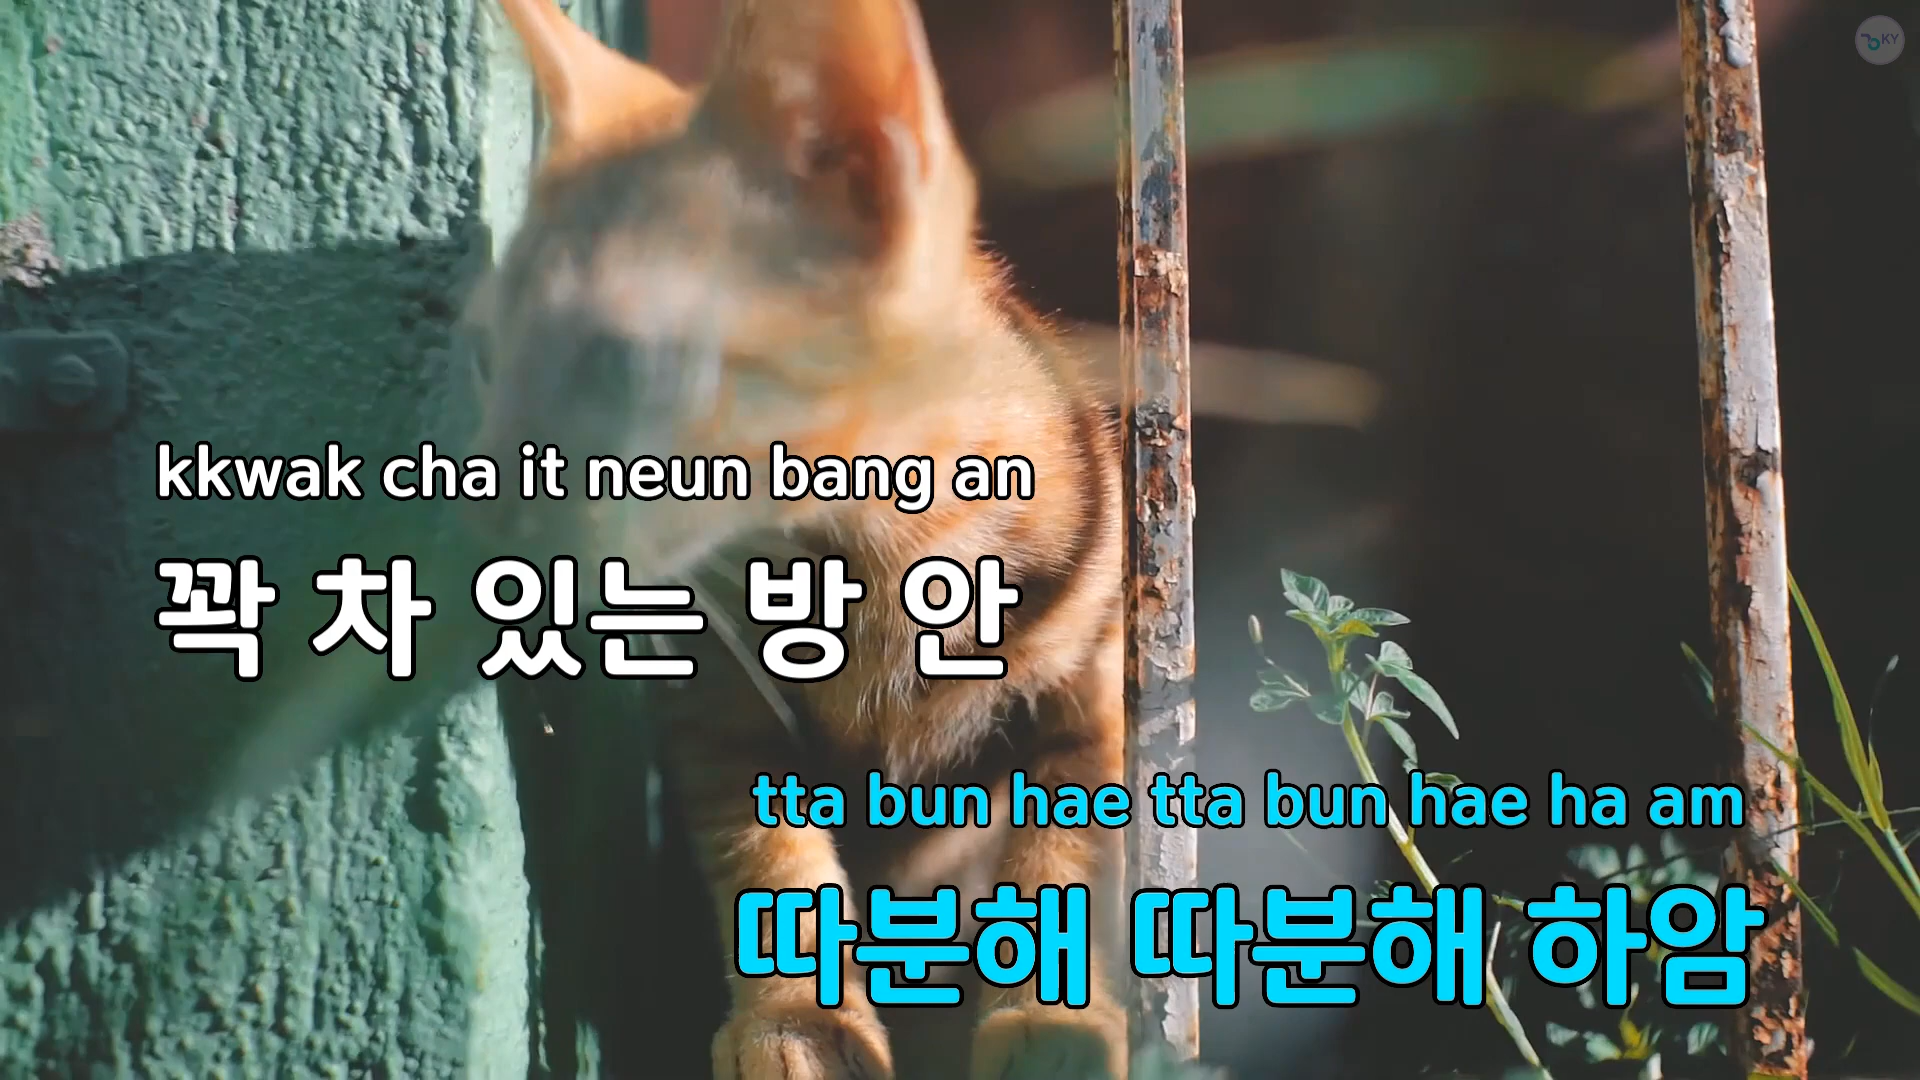 KY
kkwak cha it neun bang an
꽉 차 있는 방 안
tta bun hae tta bun hae ha am
따분해 따분해 하암